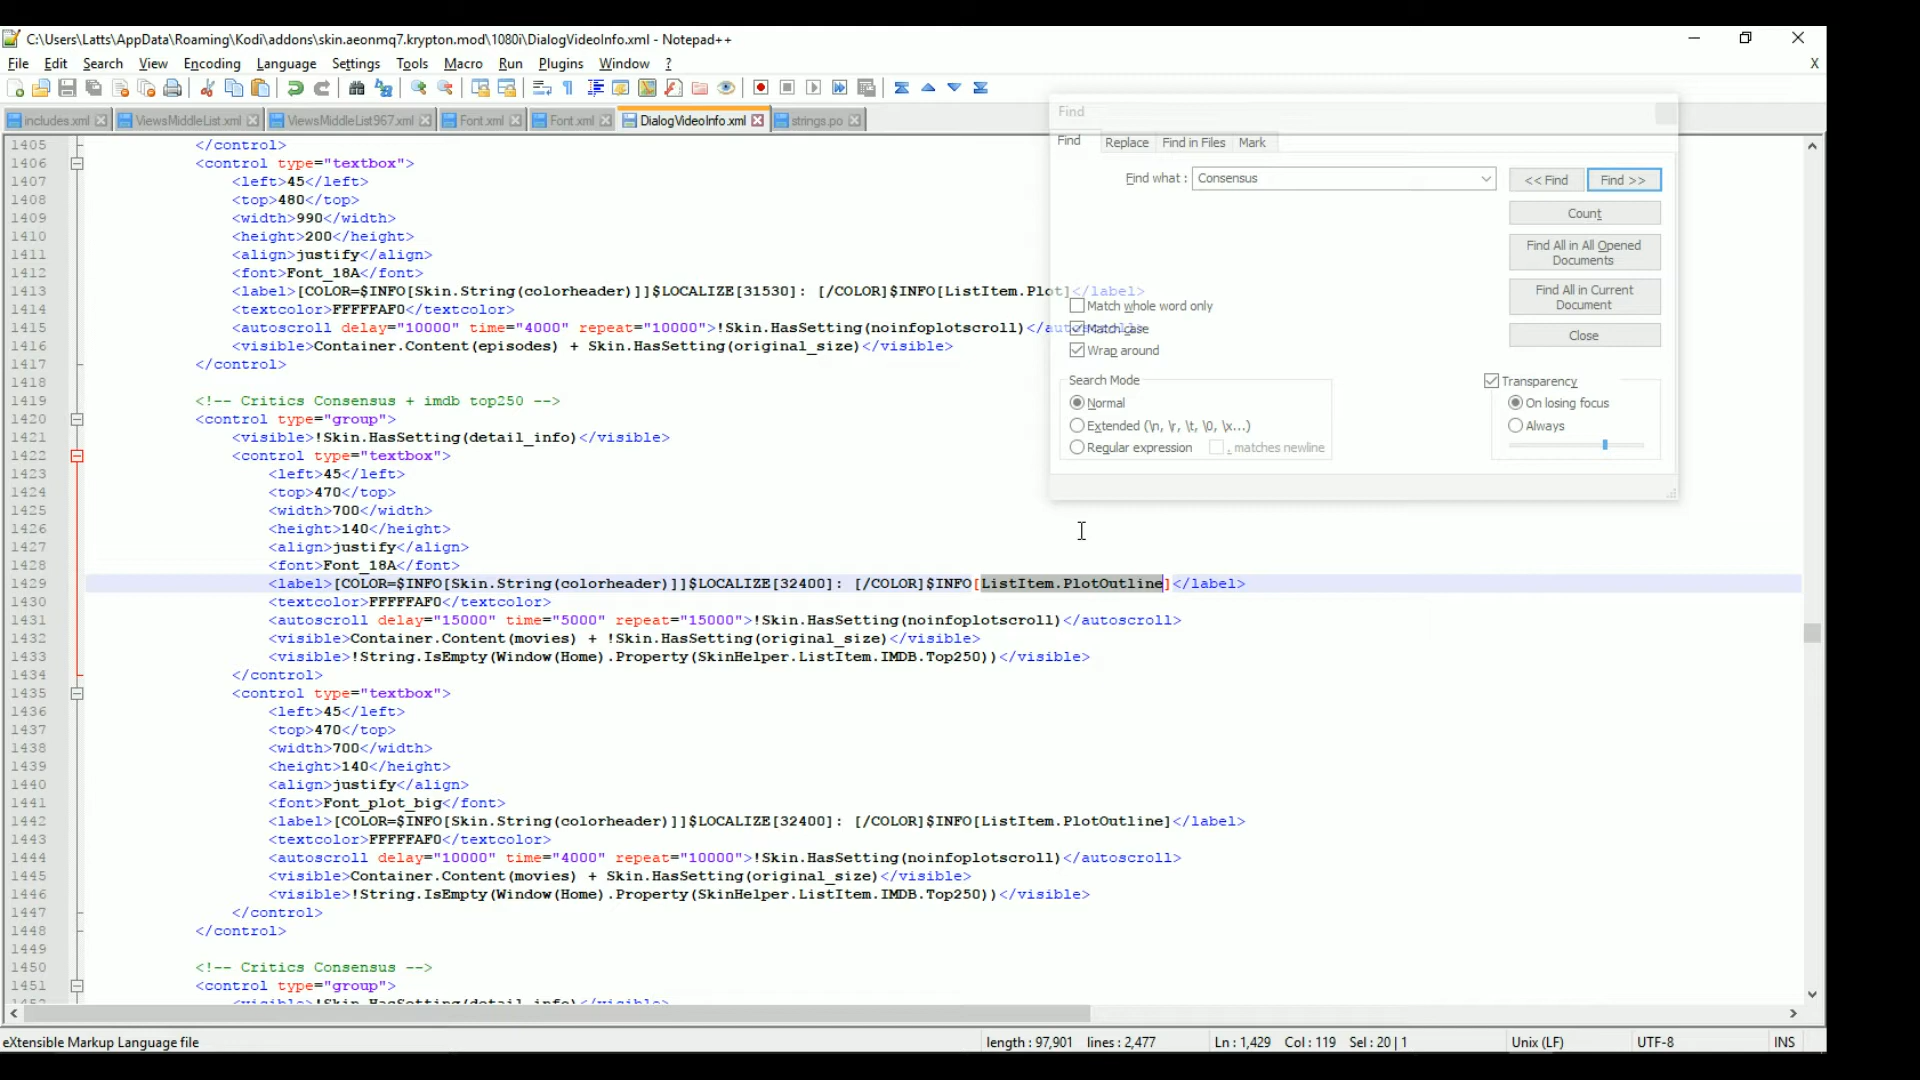 C:\Users\Latts\AppData\Roaming\Kodi\addons\skin.aeonmq7.krypton.mod\1080i\DialogVideoInfo.xml - Notepad++
File Edit Search View Encoding Language Settings Tools Macro Run Plugins Window ? X
includes.xml ViewsMiddleList.xml ViewsMiddleList967.xml Font.xml Font.xml DialogVideoInfo.xml strings.po
Find
Find Replace Find in Files Mark
Find what : Consensus << Find Find >>
Count
Find All in All Opened Documents
Find All in Current Document
Close
Match whole word only
Match case
Wrap around
Search Mode
Normal
Extended (\n, \r, \t, \0, \x...)
Regular expression . matches newline
Transparency
On losing focus
Always
1405 </control>
1406 <control type="textbox">
1407 <left>45</left>
1408 <top>480</top>
1409 <width>990</width>
1410 <height>200</height>
1411 <align>justify</align>
1412 <font>Font_18A</font>
1413 <label>[COLOR=$INFO[Skin.String(colorheader)]]$LOCALIZE[31530]: [/COLOR]$INFO[ListItem.Plot]</label>
1414 <textcolor>FFFFFAF0</textcolor>
1415 <autoscroll delay="10000" time="4000" repeat="10000">!Skin.HasSetting(noinfoplotscroll)</autoscroll>
1416 <visible>Container.Content(episodes) + Skin.HasSetting(original_size)</visible>
1417 </control>
1418
1419 <!-- Critics Consensus + imdb top250 -->
1420 <control type="group">
1421 <visible>!Skin.HasSetting(detail_info)</visible>
1422 <control type="textbox">
1423 <left>45</left>
1424 <top>470</top>
1425 <width>700</width>
1426 <height>140</height>
1427 <align>justify</align>
1428 <font>Font_18A</font>
1429 <label>[COLOR=$INFO[Skin.String(colorheader)]]$LOCALIZE[32400]: [/COLOR]$INFO[ListItem.PlotOutline]</label>
1430 <textcolor>FFFFFAF0</textcolor>
1431 <autoscroll delay="15000" time="5000" repeat="15000">!Skin.HasSetting(noinfoplotscroll)</autoscroll>
1432 <visible>Container.Content(movies) + !Skin.HasSetting(original_size)</visible>
1433 <visible>!String.IsEmpty(Window(Home).Property(SkinHelper.ListItem.IMDB.Top250))</visible>
1434 </control>
1435 <control type="textbox">
1436 <left>45</left>
1437 <top>470</top>
1438 <width>700</width>
1439 <height>140</height>
1440 <align>justify</align>
1441 <font>Font_plot_big</font>
1442 <label>[COLOR=$INFO[Skin.String(colorheader)]]$LOCALIZE[32400]: [/COLOR]$INFO[ListItem.PlotOutline]</label>
1443 <textcolor>FFFFFAF0</textcolor>
1444 <autoscroll delay="10000" time="4000" repeat="10000">!Skin.HasSetting(noinfoplotscroll)</autoscroll>
1445 <visible>Container.Content(movies) + Skin.HasSetting(original_size)</visible>
1446 <visible>!String.IsEmpty(Window(Home).Property(SkinHelper.ListItem.IMDB.Top250))</visible>
1447 </control>
1448 </control>
1449
1450 <!-- Critics Consensus -->
1451 <control type="group">
1452 <visible>!Skin.HasSetting(detail_info)</visible>
eXtensible Markup Language file length : 97,901 lines : 2,477 Ln : 1,429 Col : 119 Sel : 20 | 1 Unix (LF) UTF-8 INS